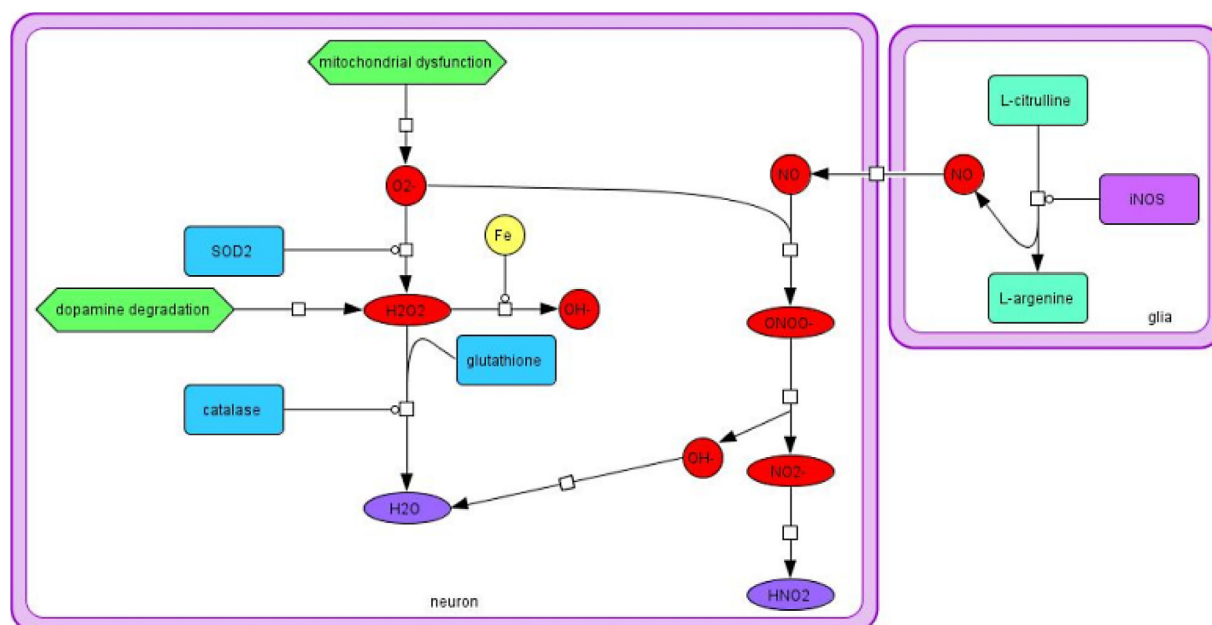 mitochondrial dysfunction
L-citrulline
O2-
NO
NO
iNOS
SOD2
Fe
dopamine degradation
H2O2
OH-
L-argenine
glia
ONOO-
glutathione
catalase
OH-
NO2-
H2O
HNO2
neuron